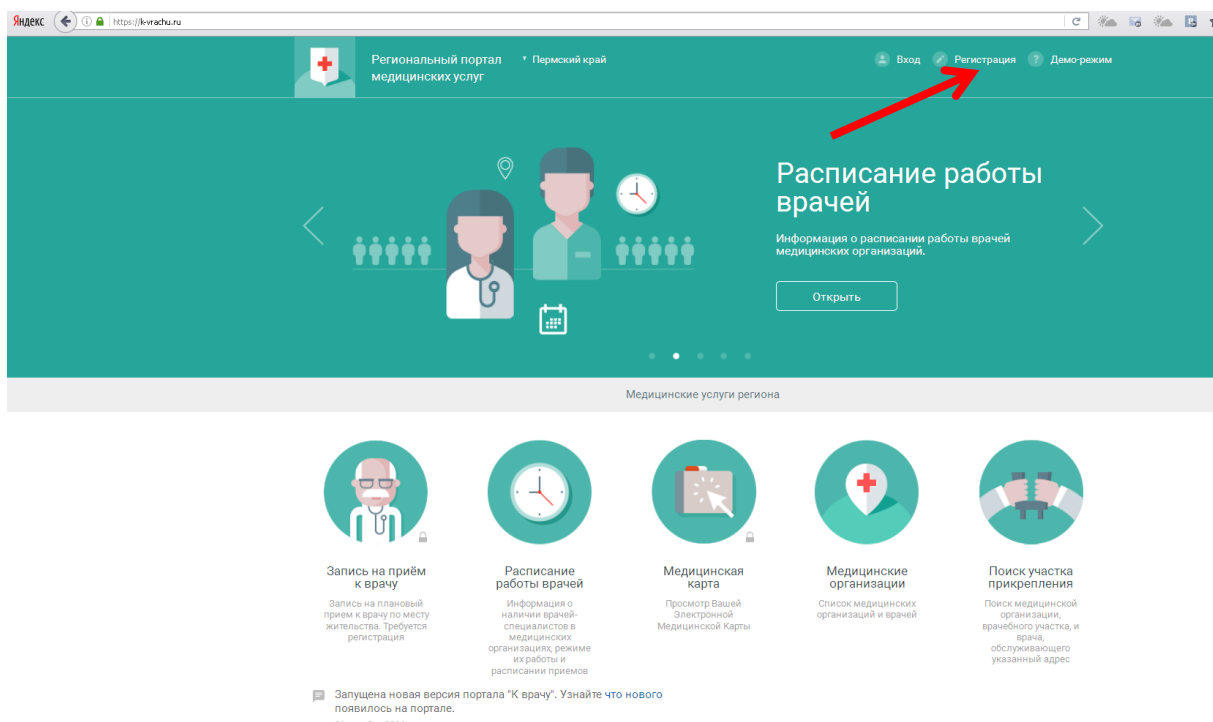 Яндекс
https://k-vrachu.ru
Региональный портал
медицинских услуг
Пермский край
Вход
Регистрация
? Демо-режим
Расписание работы
врачей
Информация о расписании работы врачей
медицинских организаций.
Открыть
Медицинские услуги региона
Запись на приём
к врачу
Запись на плановый
прием к врачу по месту
жительства. Требуется
регистрация
Расписание
работы врачей
Информация о
наличии врачей-
специалистов в
медицинских
организациях, режиме
их работы и
расписании приемов
Медицинская
карта
Просмотр Вашей
Электронной
Медицинской Карты
Медицинские
организации
Список медицинских
организаций и врачей
Поиск участка
прикрепления
Поиск медицинской
организации,
врачебного участка, и
врача,
обслуживающего
указанный адрес
Запущена новая версия портала "К врачу". Узнайте что нового
появилось на портале.